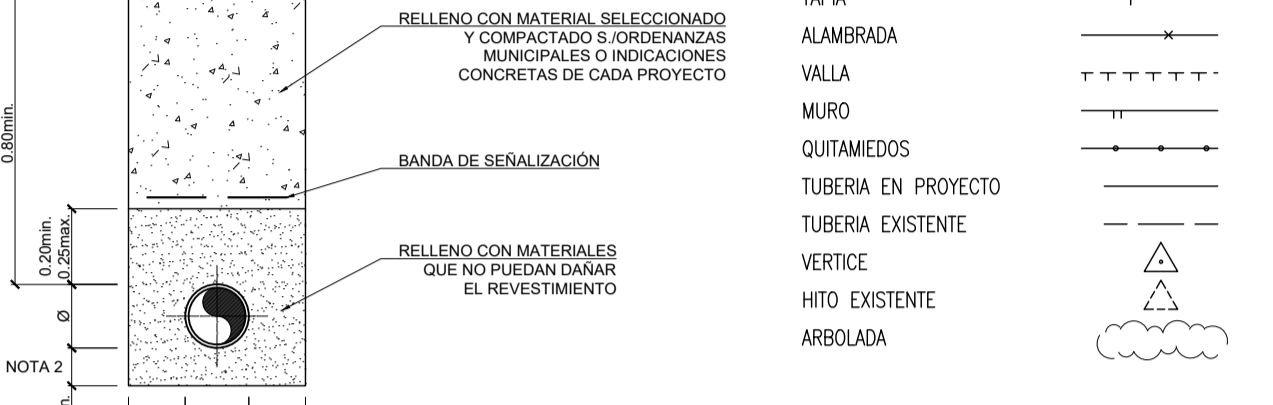 RELLENO CON MATERIAL SELECCIONADO
Y COMPACTADO S./ORDENANZAS
MUNICIPALES O INDICACIONES
CONCRETAS DE CADA PROYECTO
0.80min.
BANDA DE SEÑALIZACIÓN
0.20min.
0.25max.
RELLENO CON MATERIALES
QUE NO PUEDAN DAÑAR
EL REVESTIMIENTO
Ø
NOTA 2
ALAMBRADA
VALLA
MURO
QUITAMIEDOS
TUBERIA EN PROYECTO
TUBERIA EXISTENTE
VERTICE
HITO EXISTENTE
ARBOLADA